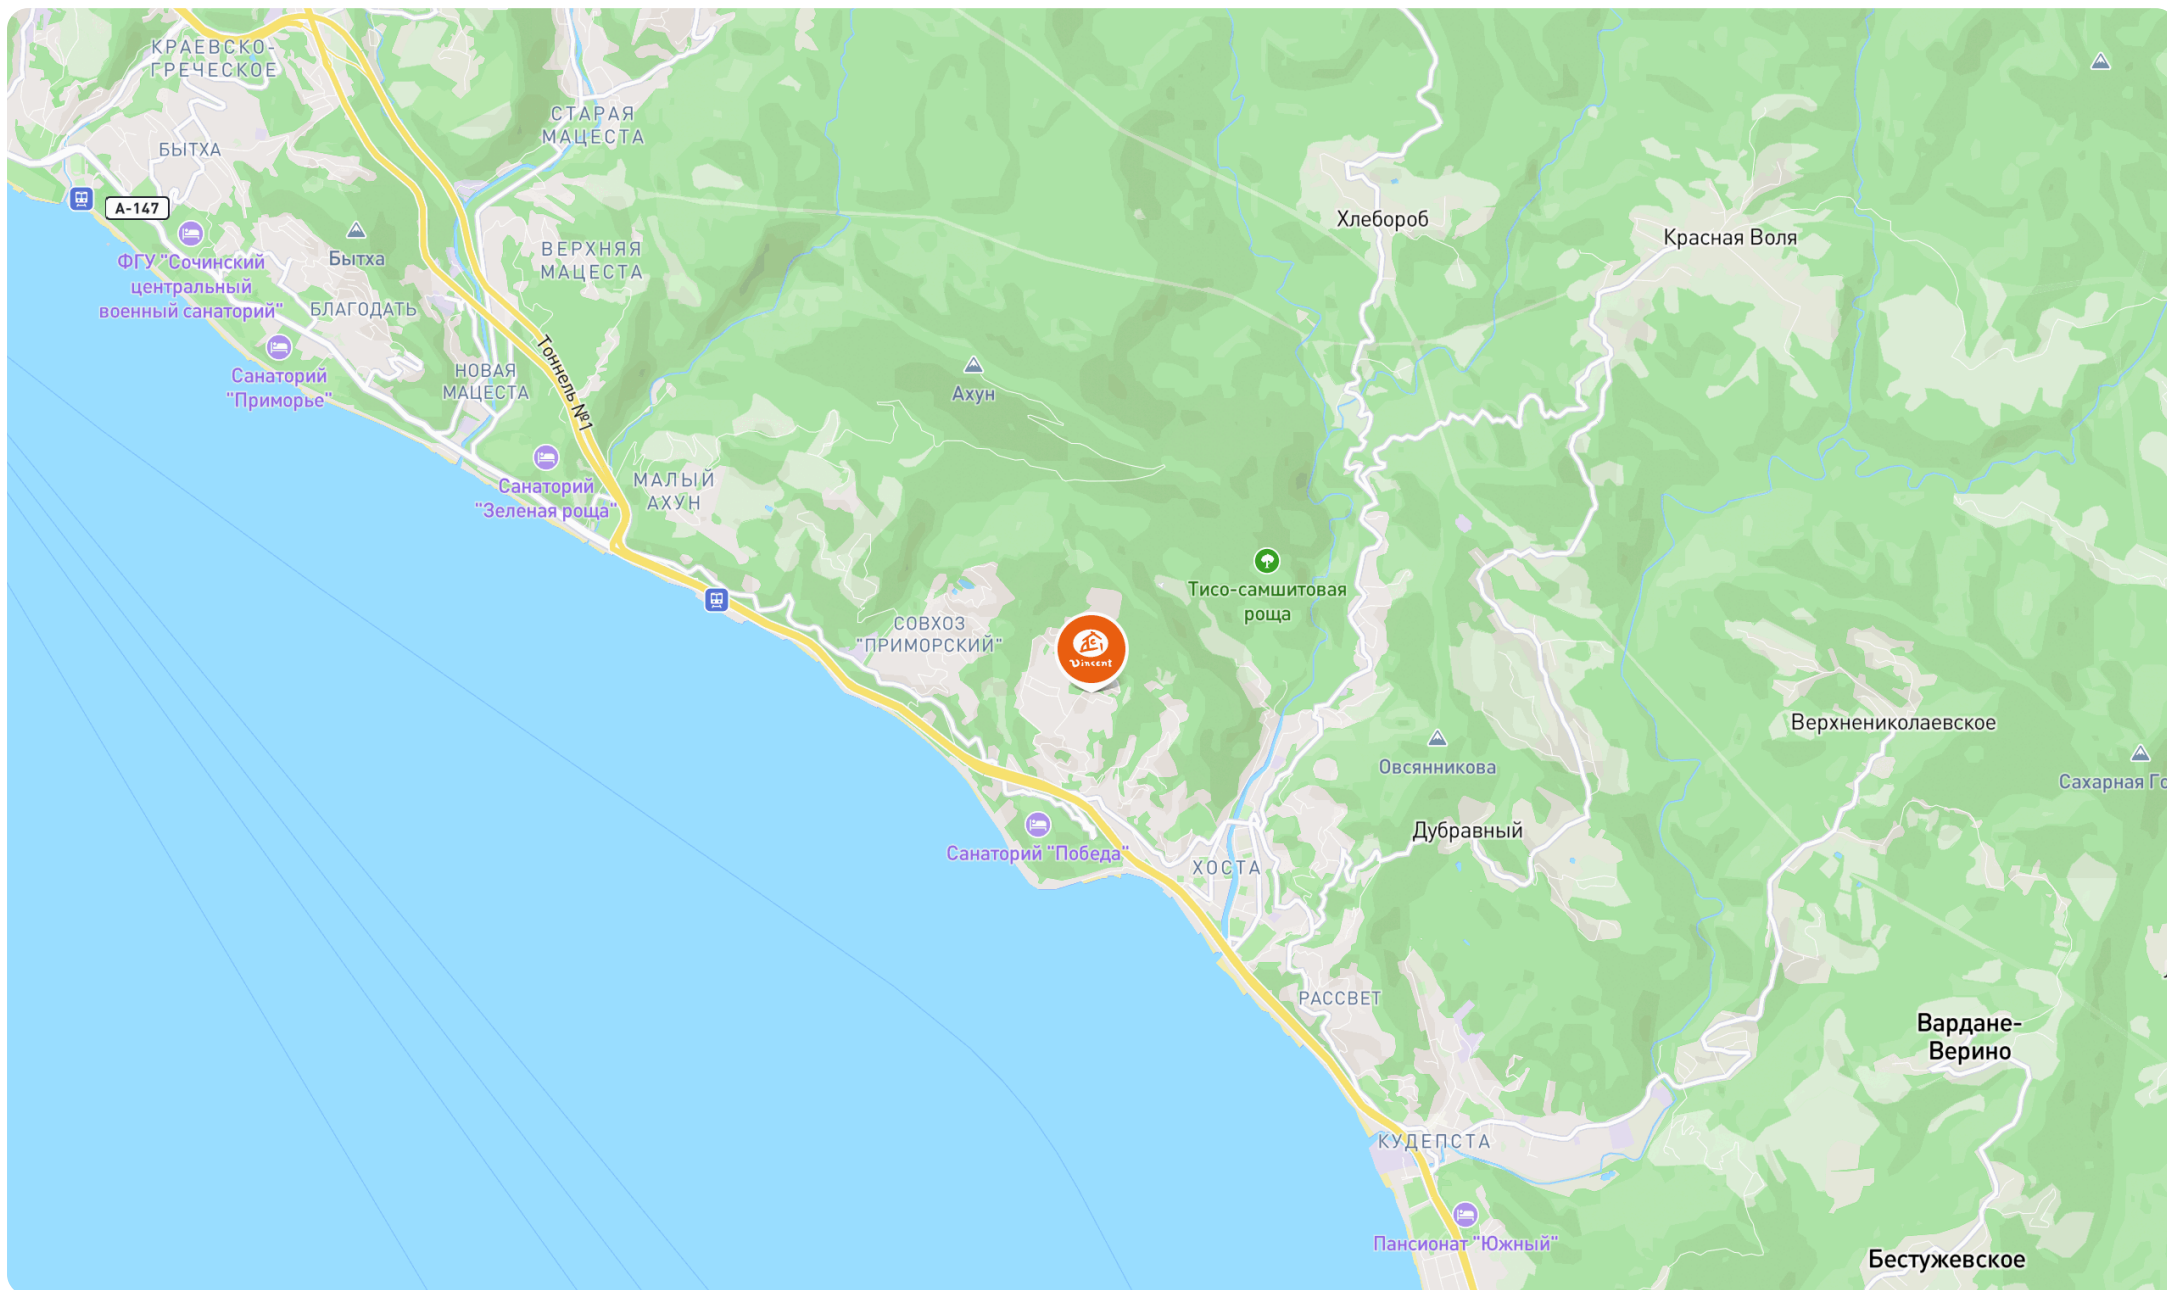 КРАЕВСКО-
ГРЕЧЕСКОЕ
СТАРАЯ
МАЦЕСТА
БЫТХА
A-147
Хлебороб
Красная Воля
Бытха
ВЕРХНЯЯ
МАЦЕСТА
ФГУ "Сочинский
центральный
военный санаторий"
БЛАГОДАТЬ
Тоннель №1
Санаторий
"Приморье"
НОВАЯ
МАЦЕСТА
Ахун
Санаторий
"Зеленая роща"
МАЛЫЙ
АХУН
Тисо-самшитовая
роща
СОВХОЗ
"ПРИМОРСКИЙ"
Vincent
Верхнениколаевское
Овсянникова
Сахарная Го
Дубравный
Санаторий "Победа"
ХОСТА
РАССВЕТ
Вардане-
Верино
КУДЕПСТА
Пансионат "Южный"
Бестужевское